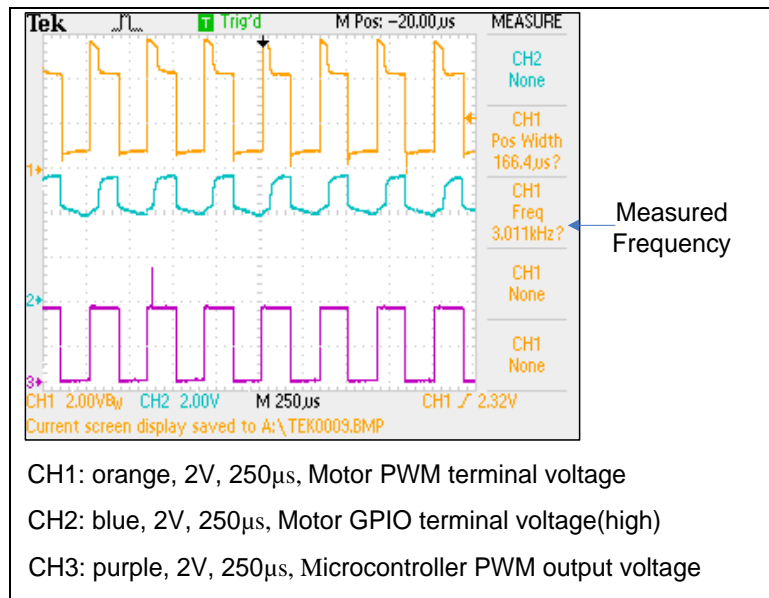 Tek Trig'd M Pos: -20.00µs MEASURE
CH2
None
CH1
Pos Width
166.4µs?
CH1
Freq
3.011kHz?
CH1
None
CH1
None
1
2
3
CH1 2.00VBW CH2 2.00V M 250µs CH1 2.32V
Current screen display saved to A:\TEK0009.BMP
Measured
Frequency
CH1: orange, 2V, 250µs, Motor PWM terminal voltage
CH2: blue, 2V, 250µs, Motor GPIO terminal voltage(high)
CH3: purple, 2V, 250µs, Microcontroller PWM output voltage